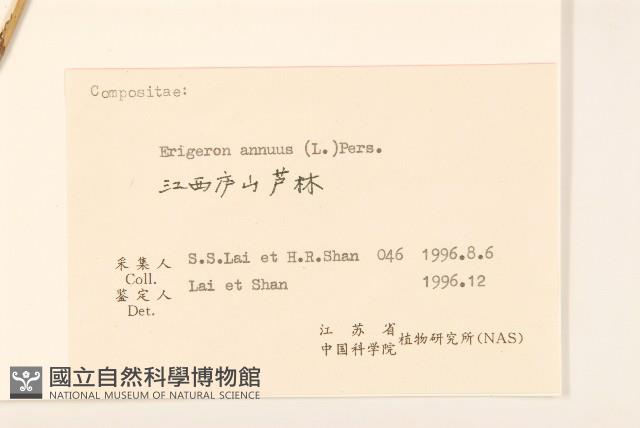 Compositae:
Erigeron annuus (L.)Pers.
江西庐山芦林
采集人 S.S.Lai et H.R.Shan 046 1996.8.6
Coll.
鉴定人 Lai et Shan 1996.12
Det.
江苏省
中国科学院 植物研究所(NAS)
國立自然科學博物館
NATIONAL MUSEUM OF NATURAL SCIENCE